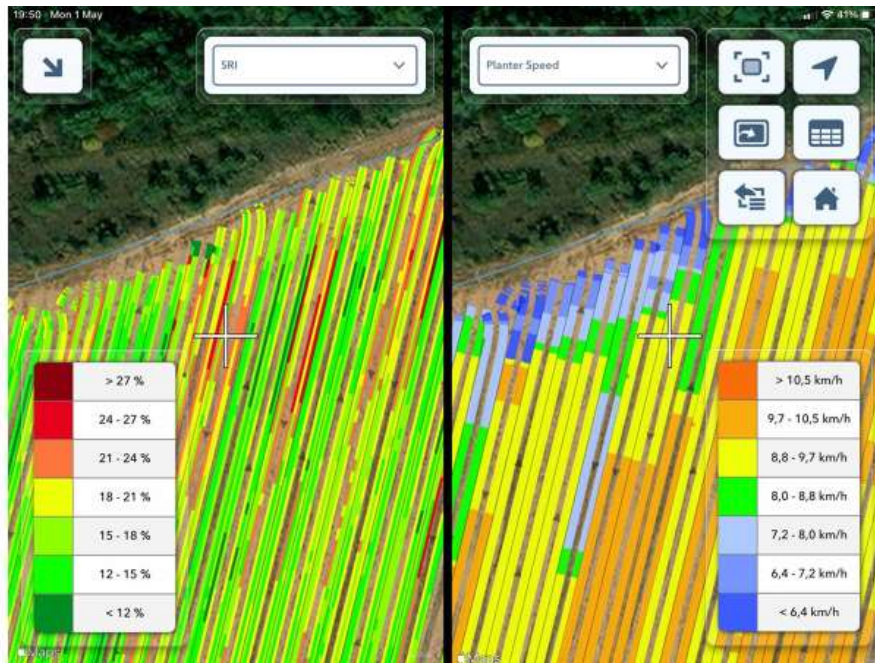 19:50 Mon 1 May
41%
SRI
Planter Speed
> 27 %
24 - 27 %
21 - 24 %
18 - 21 %
15 - 18 %
12 - 15 %
< 12 %
> 10,5 km/h
9,7 - 10,5 km/h
8,8 - 9,7 km/h
8,0 - 8,8 km/h
7,2 - 8,0 km/h
6,4 - 7,2 km/h
< 6,4 km/h
Maps
Maps